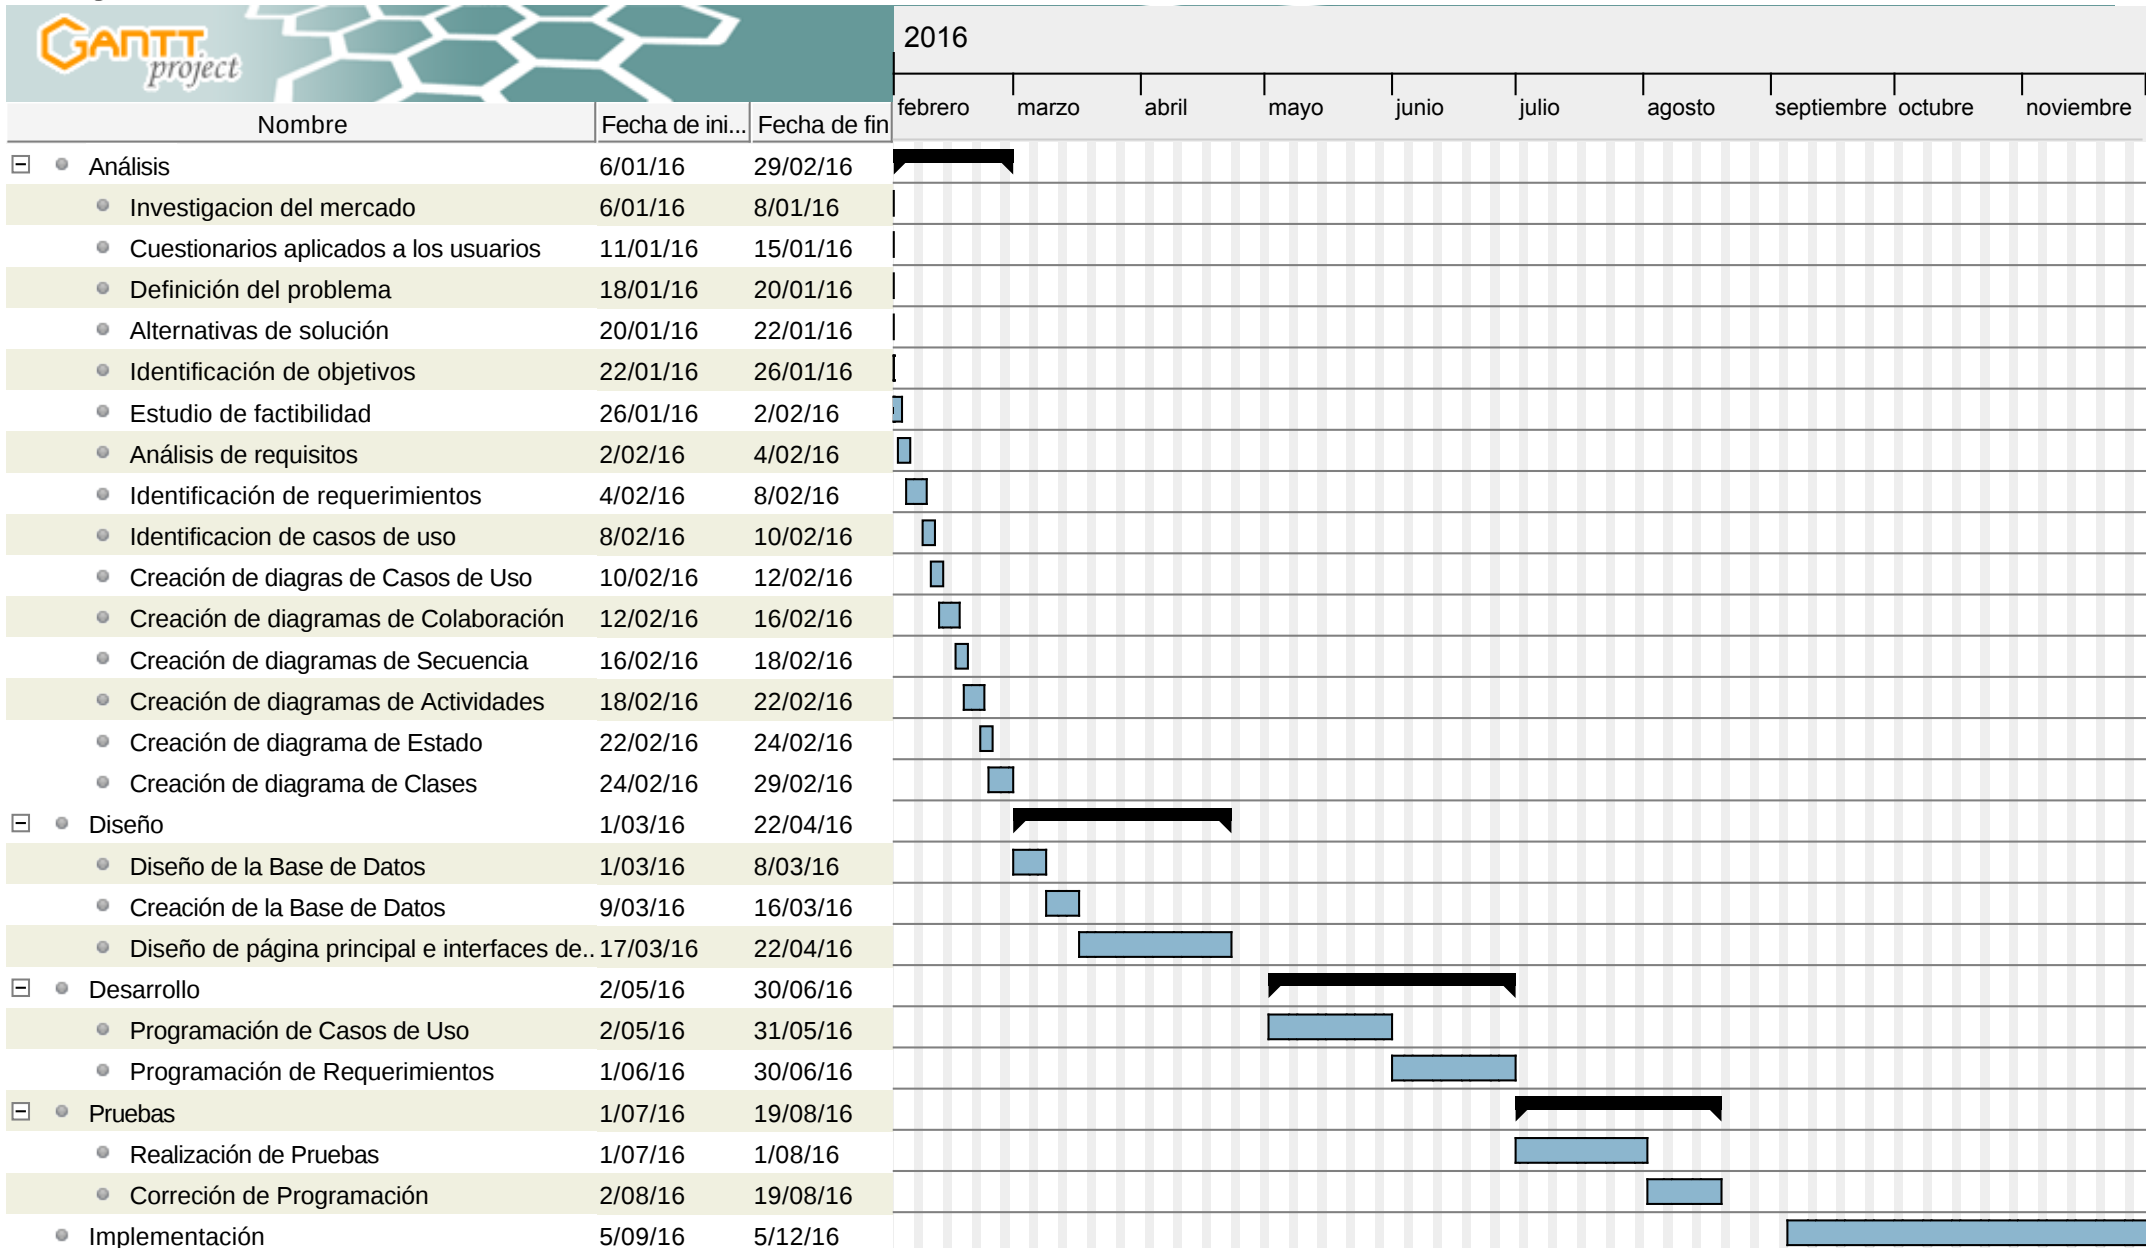 GANTT
project
2016
febrero marzo abril mayo junio julio agosto septiembre octubre noviembre
Nombre Fecha de ini... Fecha de fin
Análisis 6/01/16 29/02/16
Investigacion del mercado 6/01/16 8/01/16
Cuestionarios aplicados a los usuarios 11/01/16 15/01/16
Definición del problema 18/01/16 20/01/16
Alternativas de solución 20/01/16 22/01/16
Identificación de objetivos 22/01/16 26/01/16
Estudio de factibilidad 26/01/16 2/02/16
Análisis de requisitos 2/02/16 4/02/16
Identificación de requerimientos 4/02/16 8/02/16
Identificacion de casos de uso 8/02/16 10/02/16
Creación de diagras de Casos de Uso 10/02/16 12/02/16
Creación de diagramas de Colaboración 12/02/16 16/02/16
Creación de diagramas de Secuencia 16/02/16 18/02/16
Creación de diagramas de Actividades 18/02/16 22/02/16
Creación de diagrama de Estado 22/02/16 24/02/16
Creación de diagrama de Clases 24/02/16 29/02/16
Diseño 1/03/16 22/04/16
Diseño de la Base de Datos 1/03/16 8/03/16
Creación de la Base de Datos 9/03/16 16/03/16
Diseño de página principal e interfaces de.. 17/03/16 22/04/16
Desarrollo 2/05/16 30/06/16
Programación de Casos de Uso 2/05/16 31/05/16
Programación de Requerimientos 1/06/16 30/06/16
Pruebas 1/07/16 19/08/16
Realización de Pruebas 1/07/16 1/08/16
Correción de Programación 2/08/16 19/08/16
Implementación 5/09/16 5/12/16